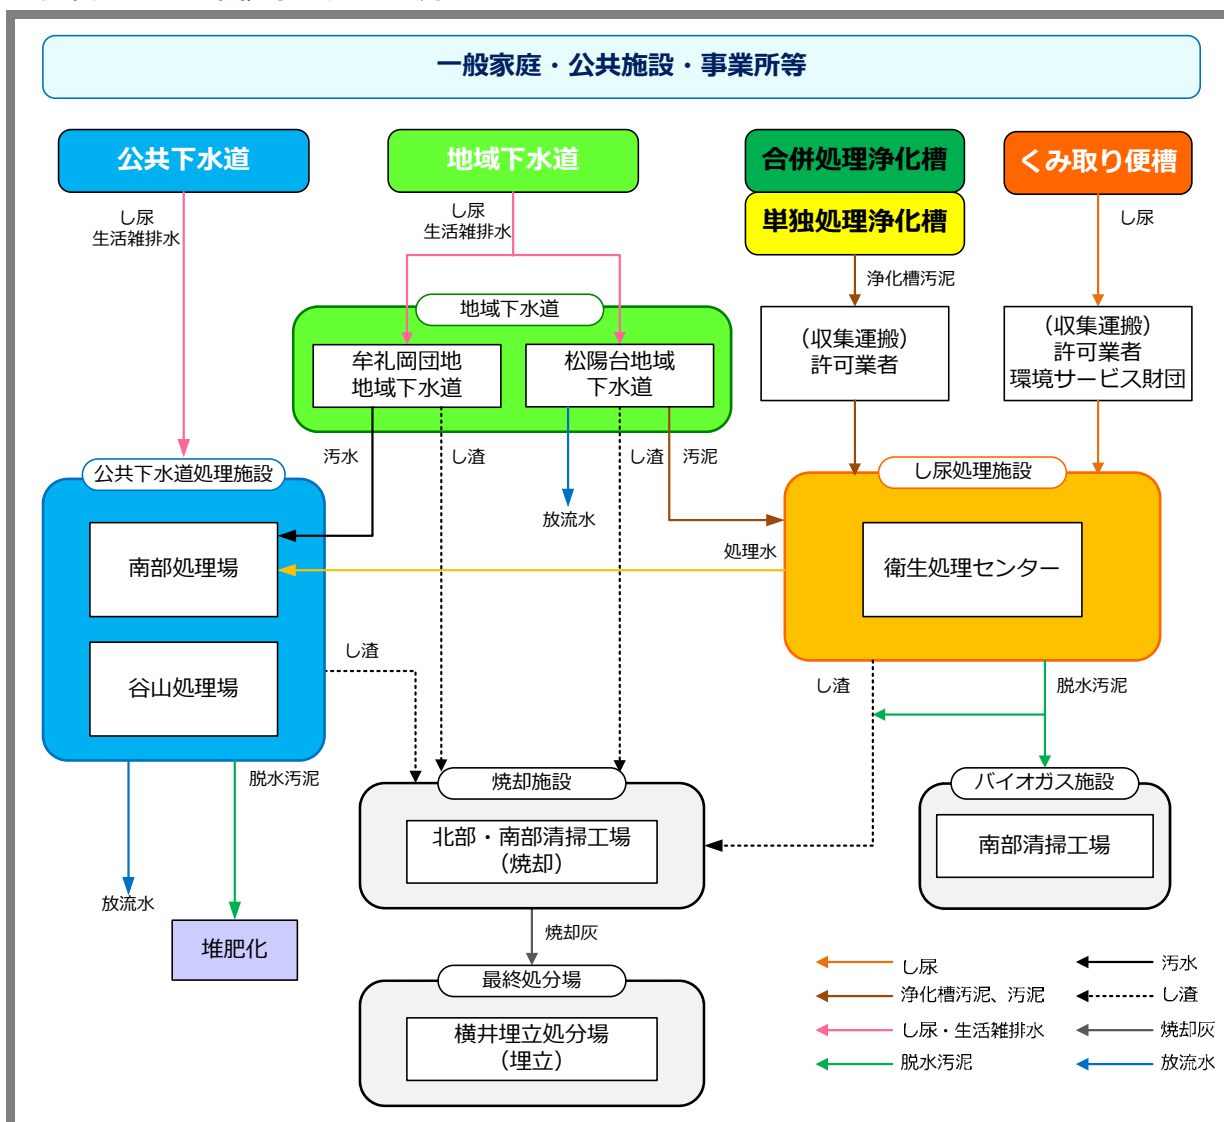 一般家庭・公共施設・事業所等
公共下水道
地域下水道
合併処理浄化槽
単独処理浄化槽
くみ取り便槽
し尿
生活雑排水
し尿
生活雑排水
浄化槽汚泥
し尿
地域下水道
牟礼岡団地
地域下水道
松陽台地域
下水道
（収集運搬）
許可業者
（収集運搬）
許可業者
環境サービス財団
汚水
し渣
し渣
汚泥
放流水
公共下水道処理施設
南部処理場
谷山処理場
し尿処理施設
衛生処理センター
処理水
し渣
し渣
脱水汚泥
放流水
脱水汚泥
堆肥化
焼却施設
北部・南部清掃工場
（焼却）
バイオガス施設
南部清掃工場
焼却灰
最終処分場
横井埋立処分場
（埋立）
し尿
浄化槽汚泥、汚泥
し尿・生活雑排水
脱水汚泥
汚水
し渣
焼却灰
放流水